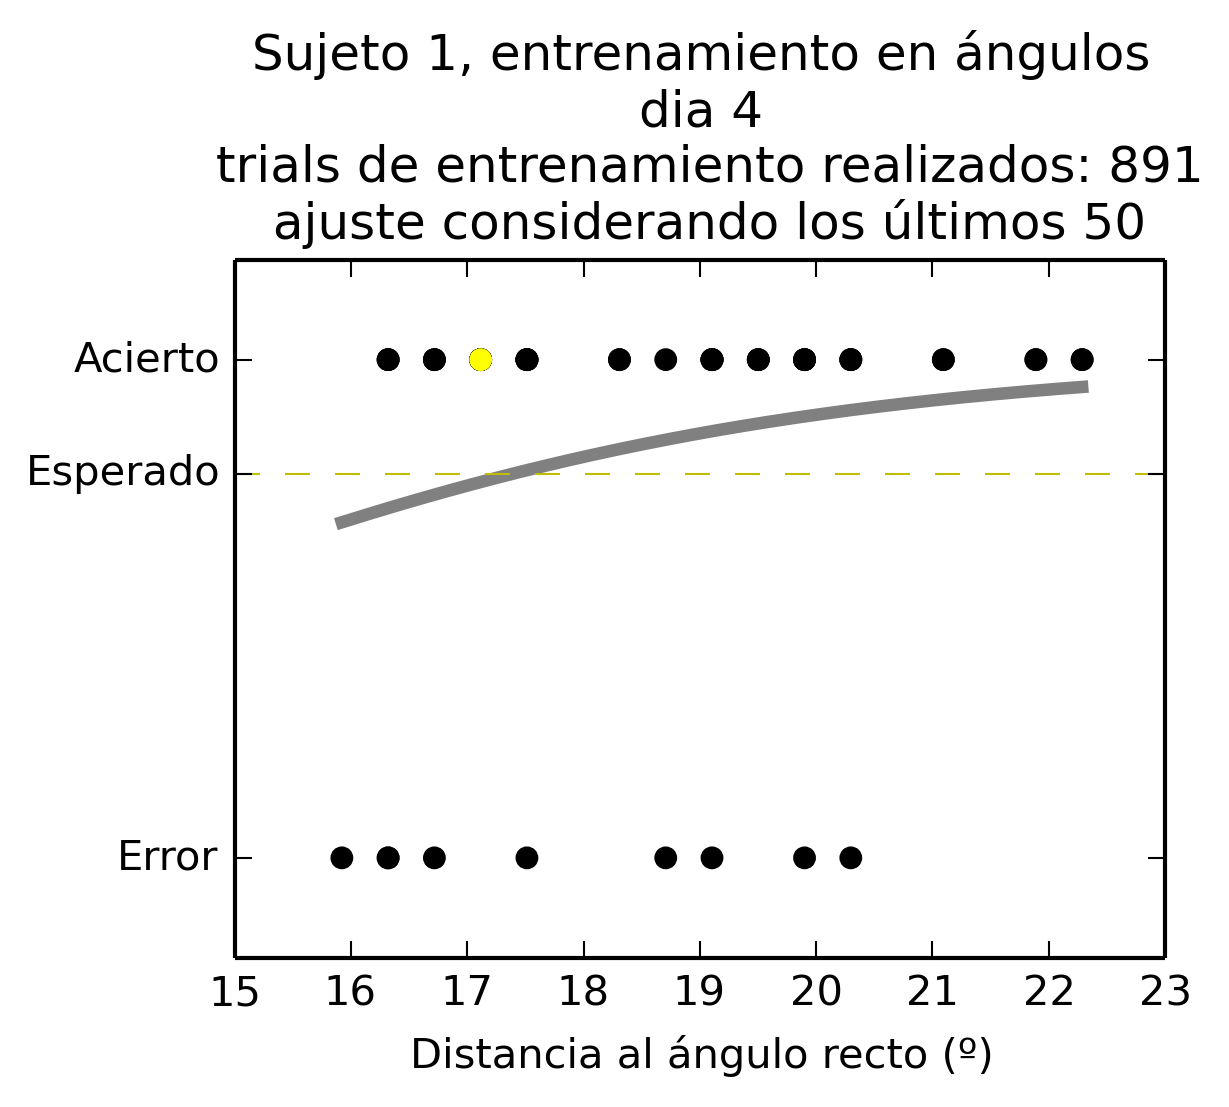 Sujeto 1, entrenamiento en ángulos
dia 4
trials de entrenamiento realizados: 891
ajuste considerando los últimos 50
Acierto
Esperado
Error
15 16 17 18 19 20 21 22 23
Distancia al ángulo recto (º)